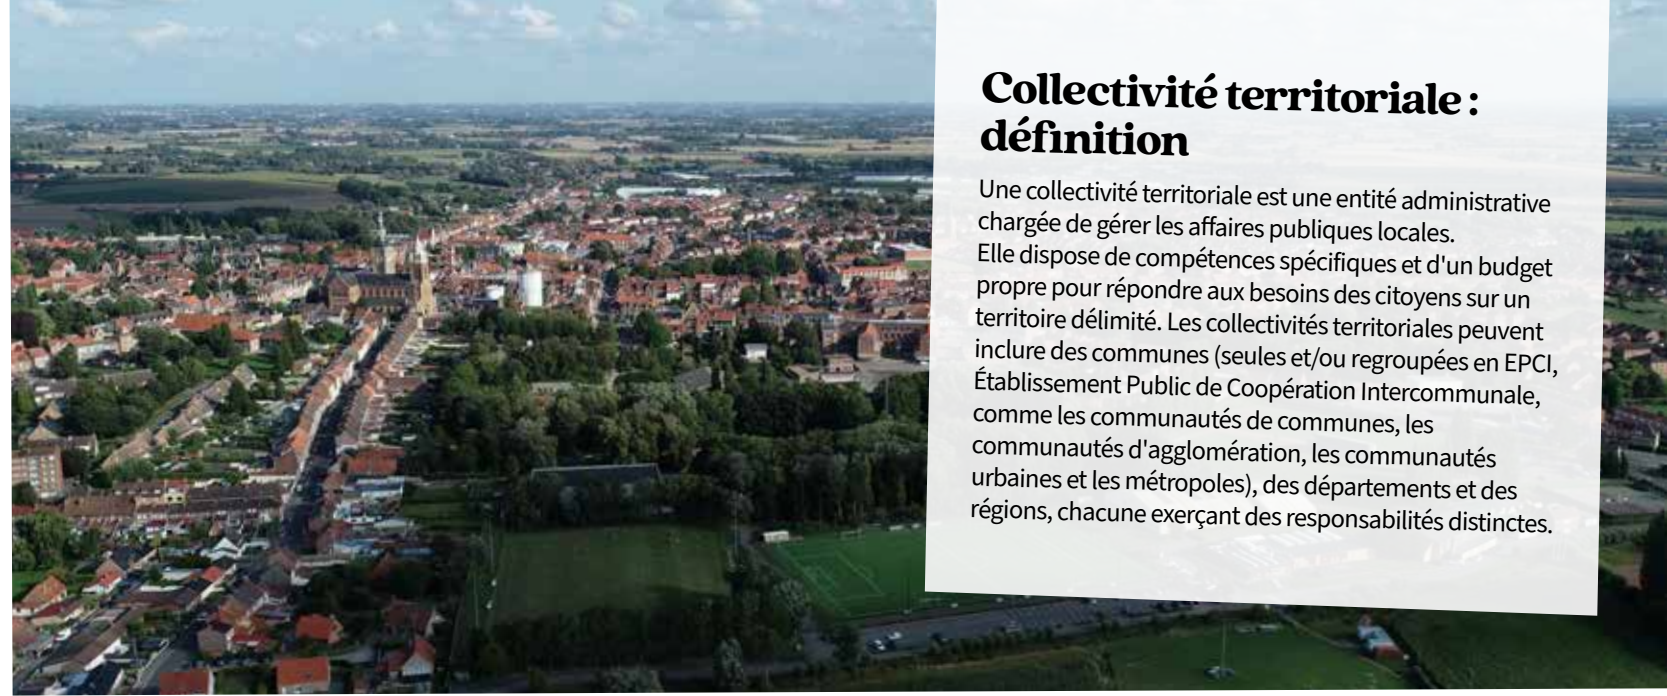 Collectivité territoriale :
définition
Une collectivité territoriale est une entité administrative
chargée de gérer les affaires publiques locales.
Elle dispose de compétences spécifiques et d'un budget
propre pour répondre aux besoins des citoyens sur un
territoire délimité. Les collectivités territoriales peuvent
inclure des communes (seules et/ou regroupées en EPCI,
Établissement Public de Coopération Intercommunale,
comme les communautés de communes, les
communautés d'agglomération, les communautés
urbaines et les métropoles), des départements et des
régions, chacune exerçant des responsabilités distinctes.